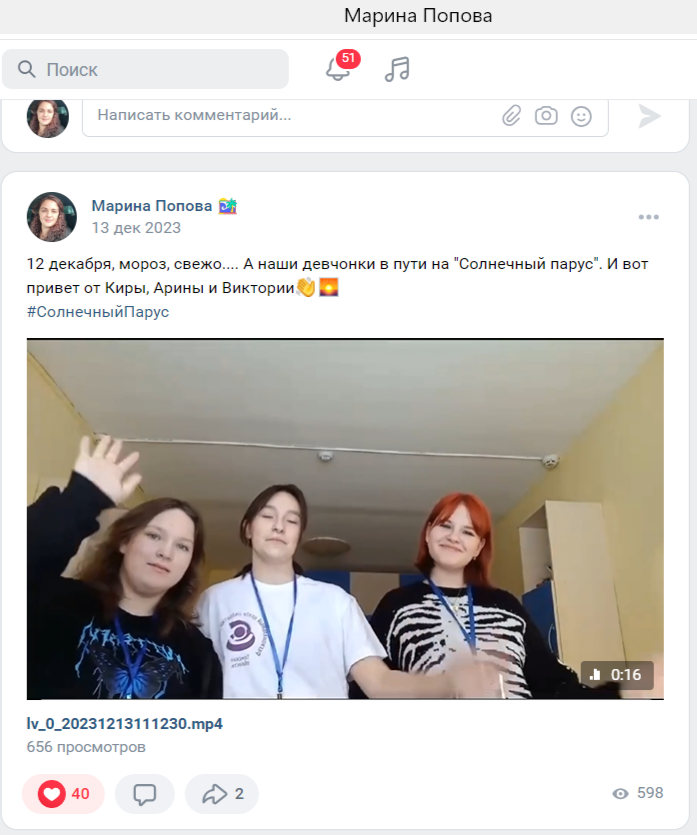 Марина Попова
Поиск
51
Написать комментарий...
Марина Попова
13 дек 2023
12 декабря, мороз, свежо.... А наши девчонки в пути на "Солнечный парус". И вот
привет от Киры, Арины и Виктории👋🌅
#СолнечныйПарус
0:16
lv_0_20231213111230.mp4
656 просмотров
40
2
598